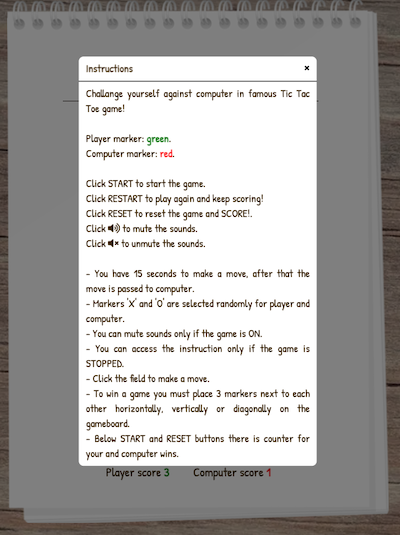 Instructions ×
Challange yourself against computer in famous Tic Tac
Toe game!
Player marker: green.
Computer marker: red.
Click START to start the game.
Click RESTART to play again and keep scoring!
Click RESET to reset the game and SCORE!.
Click to mute the sounds.
Click to unmute the sounds.
- You have 15 seconds to make a move, after that the
move is passed to computer.
- Markers 'X' and 'O' are selected randomly for player and
computer.
- You can mute sounds only if the game is ON.
- You can access the instruction only if the game is
STOPPED.
- Click the field to make a move.
- To win a game you must place 3 markers next to each
other horizontally, vertically or diagonally on the
gameboard.
- Below START and RESET buttons there is counter for
your and computer wins.
Player score 3 Computer score 1